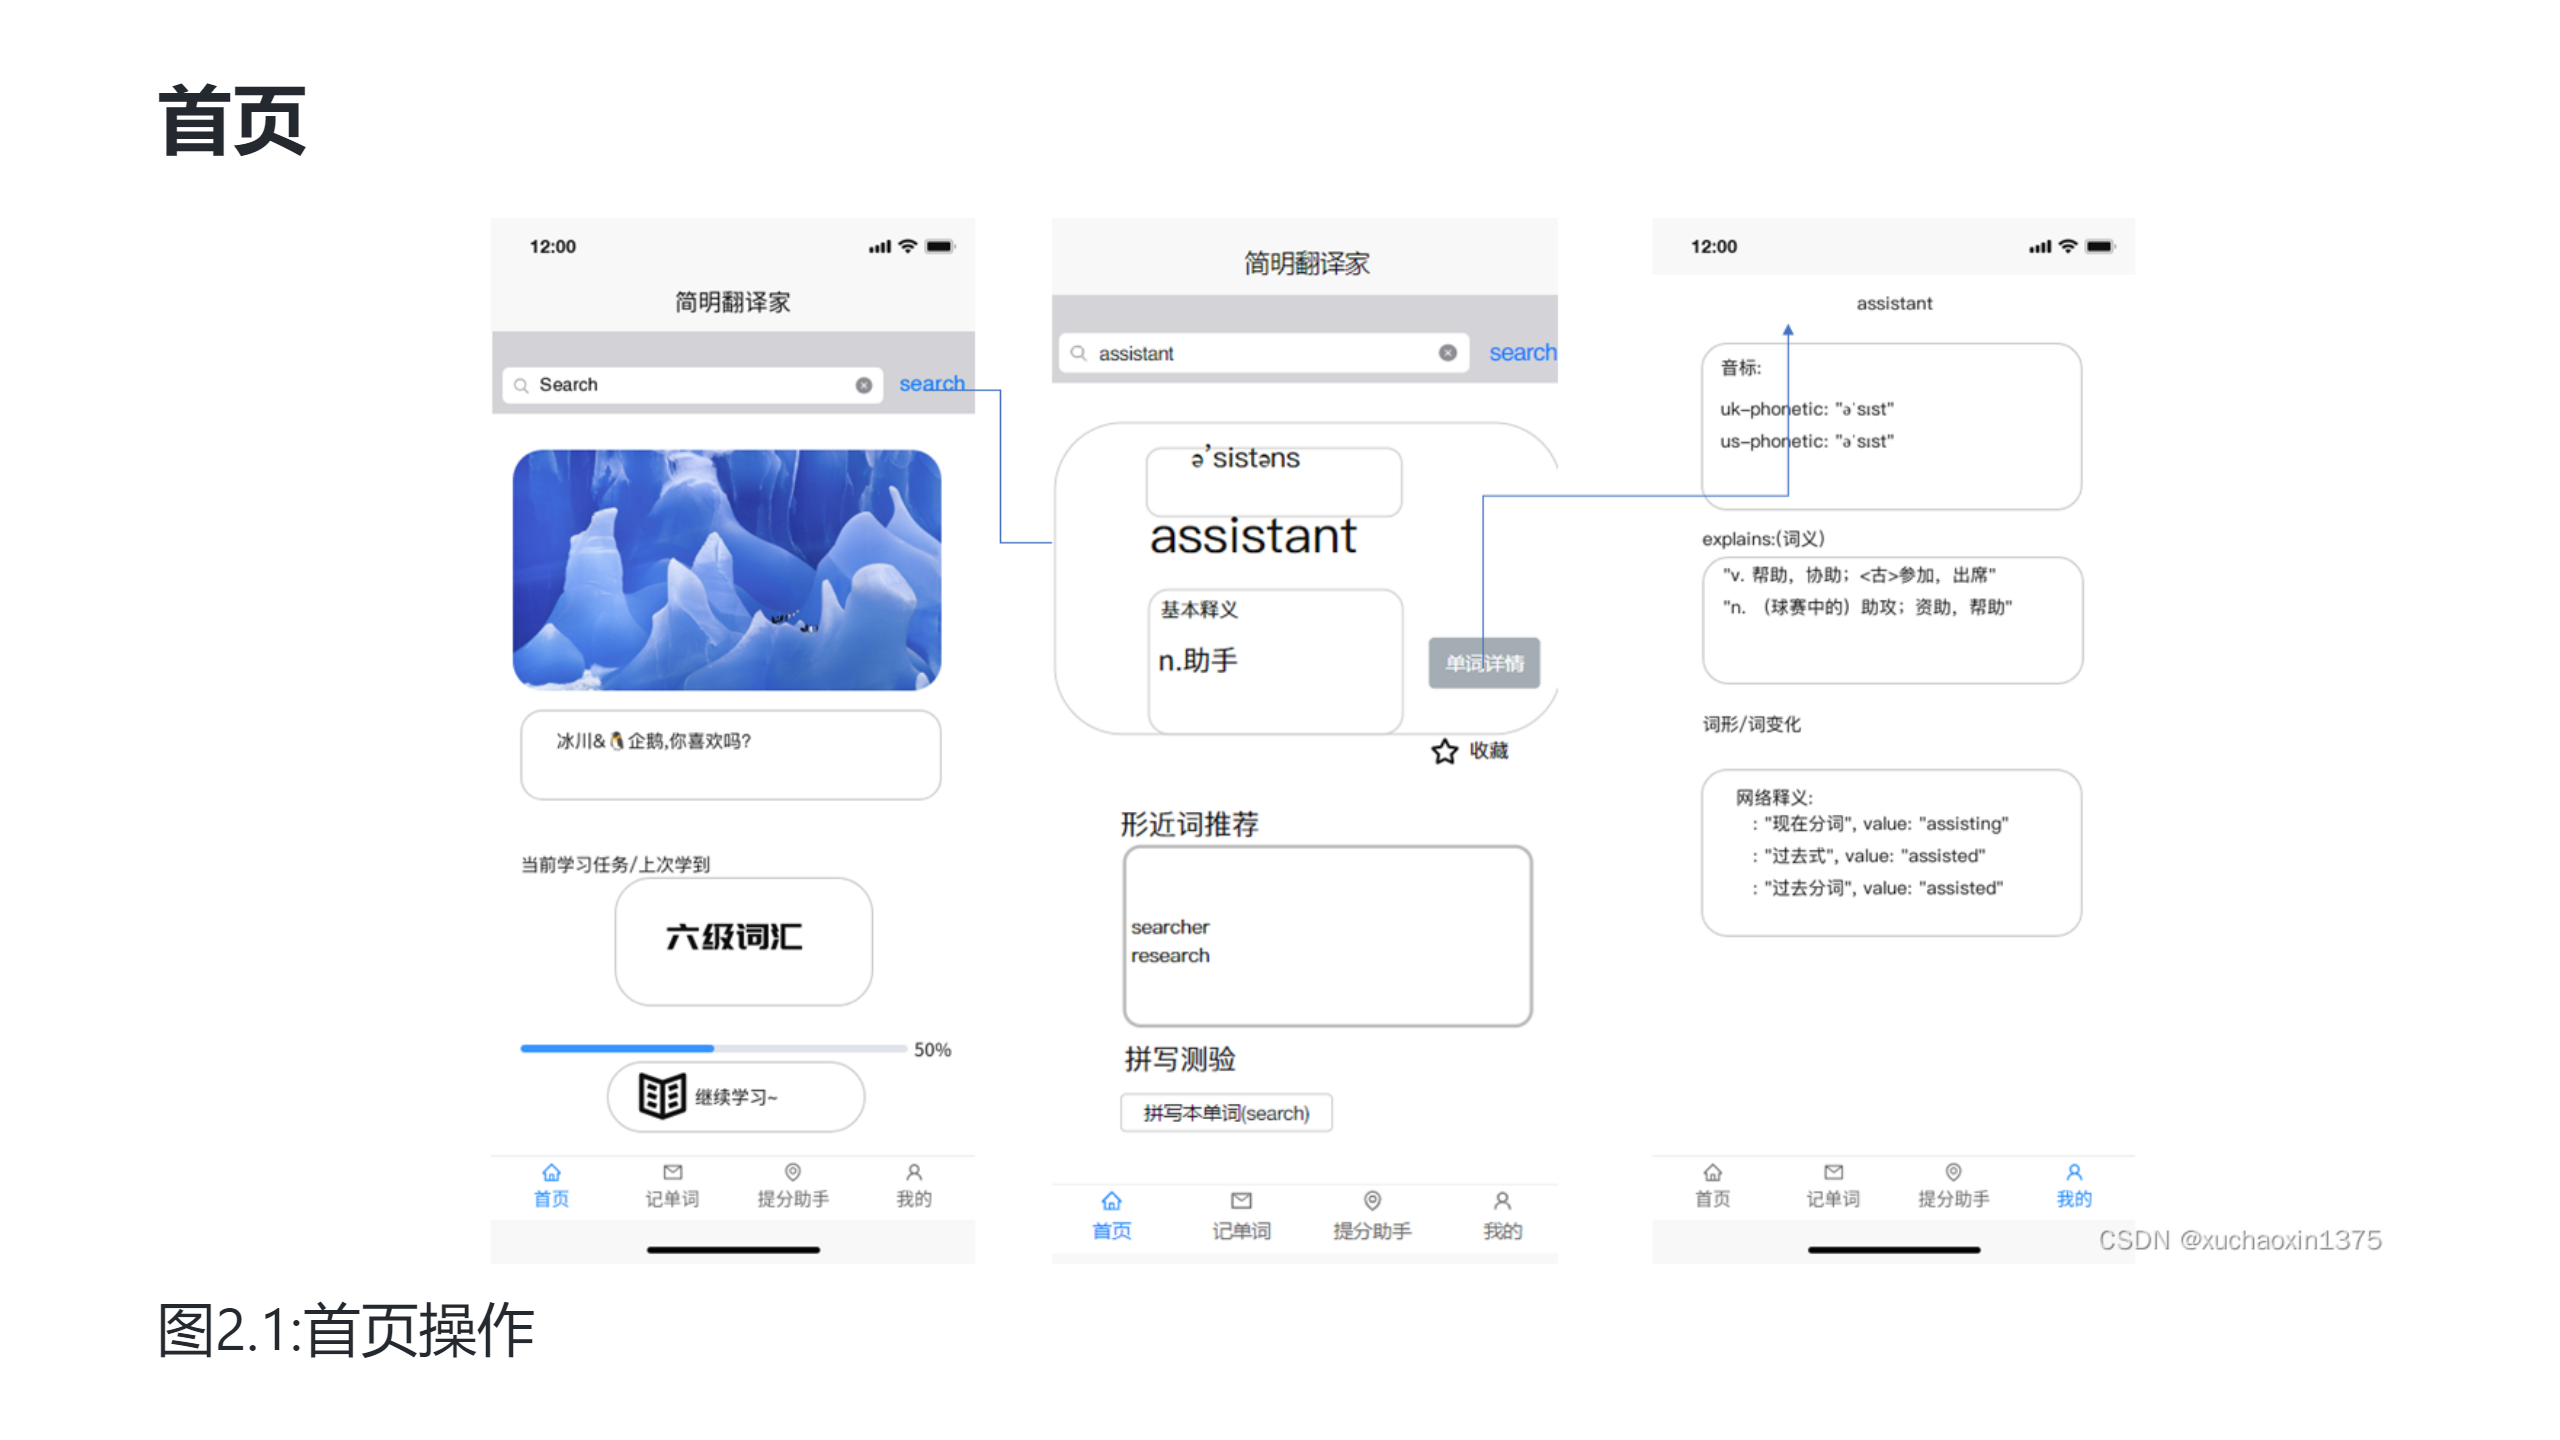 首页
12:00
简明翻译家
Search
search
冰川&🐧企鹅,你喜欢吗?
当前学习任务/上次学到
六级词汇
50%
继续学习~
首页
记单词
提分助手
我的
简明翻译家
assistant
search
ə’sistəns
assistant
基本释义
n.助手
单词详情
收藏
形近词推荐
searcher
research
拼写测验
拼写本单词(search)
首页
记单词
提分助手
我的
12:00
assistant
音标:
uk-phonetic: "əˈsɪst"
us-phonetic: "əˈsɪst"
explains:(词义)
"v. 帮助，协助；<古>参加，出席"
"n. （球赛中的）助攻；资助，帮助"
词形/词变化
网络释义:
: "现在分词", value: "assisting"
: "过去式", value: "assisted"
: "过去分词", value: "assisted"
首页
记单词
提分助手
我的
CSDN @xuchaoxin1375
图2.1:首页操作